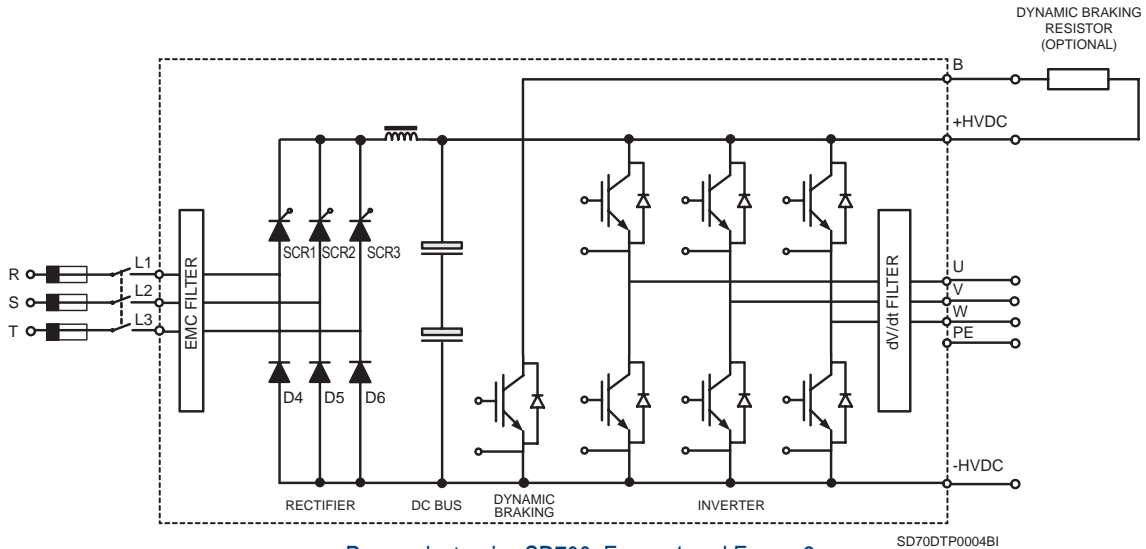 DYNAMIC BRAKING
RESISTOR
(OPTIONAL)
B
+HVDC
SCR1
SCR2
SCR3
R
L1
S
L2
T
L3
EMC FILTER
dV/dt FILTER
U
V
W
PE
D4
D5
D6
-HVDC
RECTIFIER
DC BUS
DYNAMIC
BRAKING
INVERTER
SD70DTP0004BI